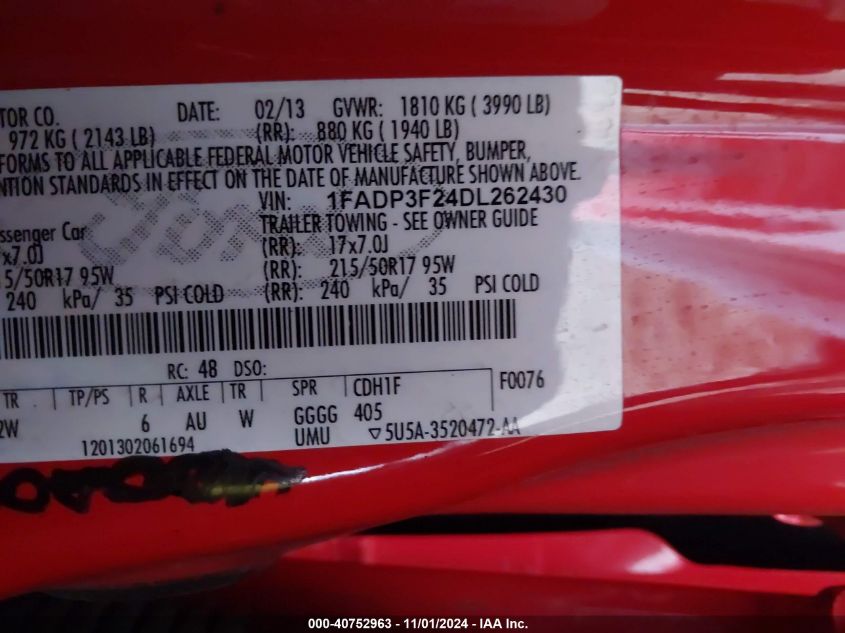 TOR CO. DATE: 02/13 GVWR: 1810 KG ( 3990 LB)
972 KG ( 2143 LB) (RR): 880 KG ( 1940 LB)
FORMS TO ALL APPLICABLE FEDERAL MOTOR VEHICLE SAFETY, BUMPER,
NTION STANDARDS IN EFFECT ON THE DATE OF MANUFACTURE SHOWN ABOVE.
VIN: 1FADP3F24DL262430
TRAILER TOWING - SEE OWNER GUIDE
ssenger Car (RR): 17x7.0J
x7.0J
5/50R17 95W (RR): 215/50R17 95W
240 kPa/ 35 PSI COLD (RR): 240 kPa/ 35 PSI COLD
RC: 48 DSO:
TR TP/PS R AXLE TR SPR CDH1F F0076
2W 6 AU W GGGG 405
UMU ▽5U5A-3520472-AA
1201302061694
000-40752963 - 11/01/2024 - IAA Inc.